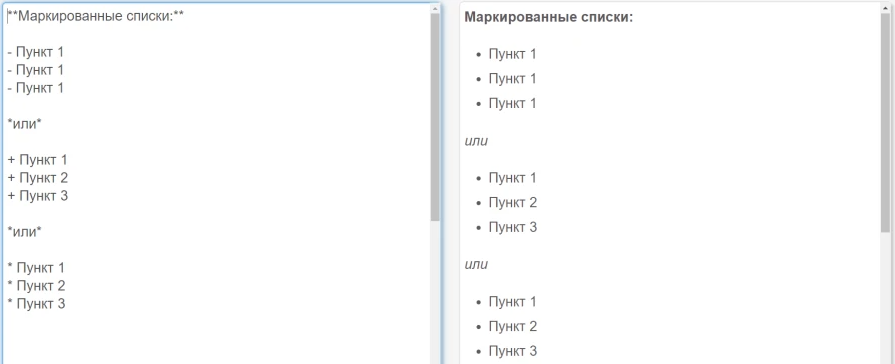 **Маркированные списки:**
- Пункт 1
- Пункт 1
- Пункт 1
*или*
+ Пункт 1
+ Пункт 2
+ Пункт 3
*или*
* Пункт 1
* Пункт 2
* Пункт 3
Маркированные списки:
• Пункт 1
• Пункт 1
• Пункт 1
или
• Пункт 1
• Пункт 2
• Пункт 3
или
• Пункт 1
• Пункт 2
• Пункт 3